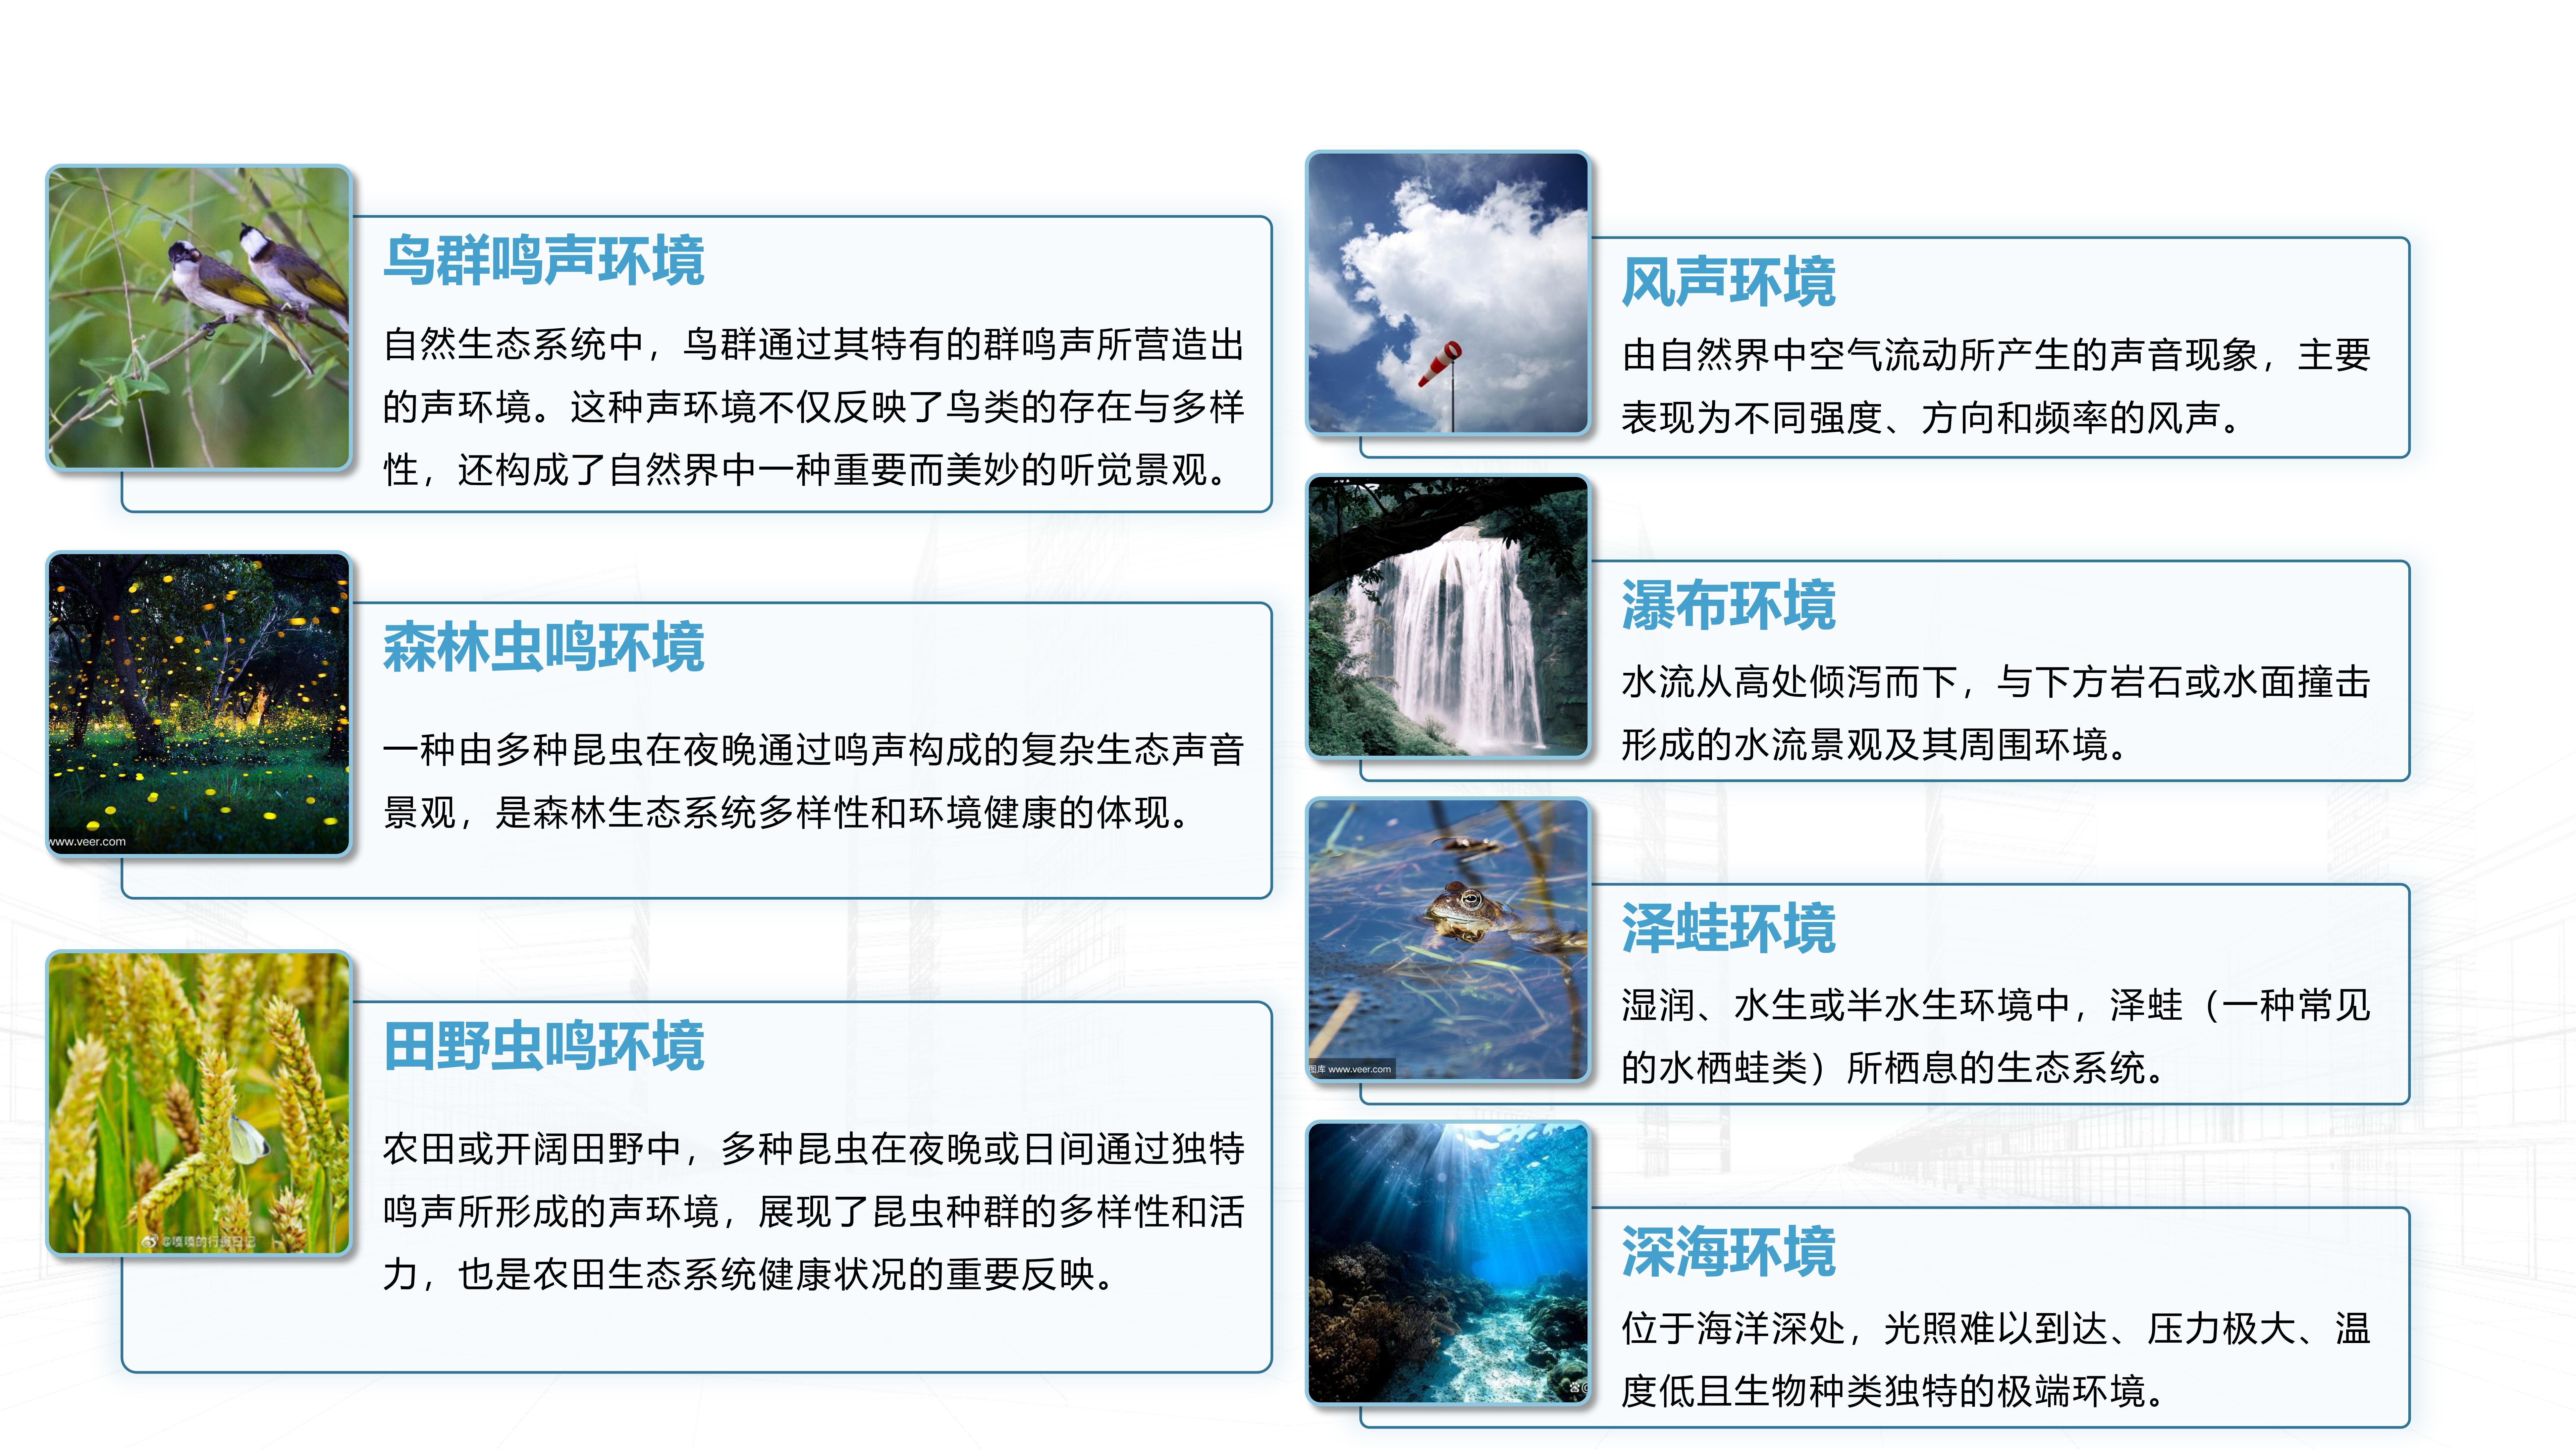 鸟群鸣声环境
自然生态系统中，鸟群通过其特有的群鸣声所营造出
的声环境。这种声环境不仅反映了鸟类的存在与多样
性，还构成了自然界中一种重要而美妙的听觉景观。
森林虫鸣环境
一种由多种昆虫在夜晚通过鸣声构成的复杂生态声音
景观，是森林生态系统多样性和环境健康的体现。
www.veer.com
田野虫鸣环境
农田或开阔田野中，多种昆虫在夜晚或日间通过独特
鸣声所形成的声环境，展现了昆虫种群的多样性和活
力，也是农田生态系统健康状况的重要反映。
风声环境
由自然界中空气流动所产生的声音现象，主要
表现为不同强度、方向和频率的风声。
瀑布环境
水流从高处倾泻而下，与下方岩石或水面撞击
形成的水流景观及其周围环境。
泽蛙环境
湿润、水生或半水生环境中，泽蛙（一种常见
的水栖蛙类）所栖息的生态系统。
图库 www.veer.com
深海环境
位于海洋深处，光照难以到达、压力极大、温
度低且生物种类独特的极端环境。